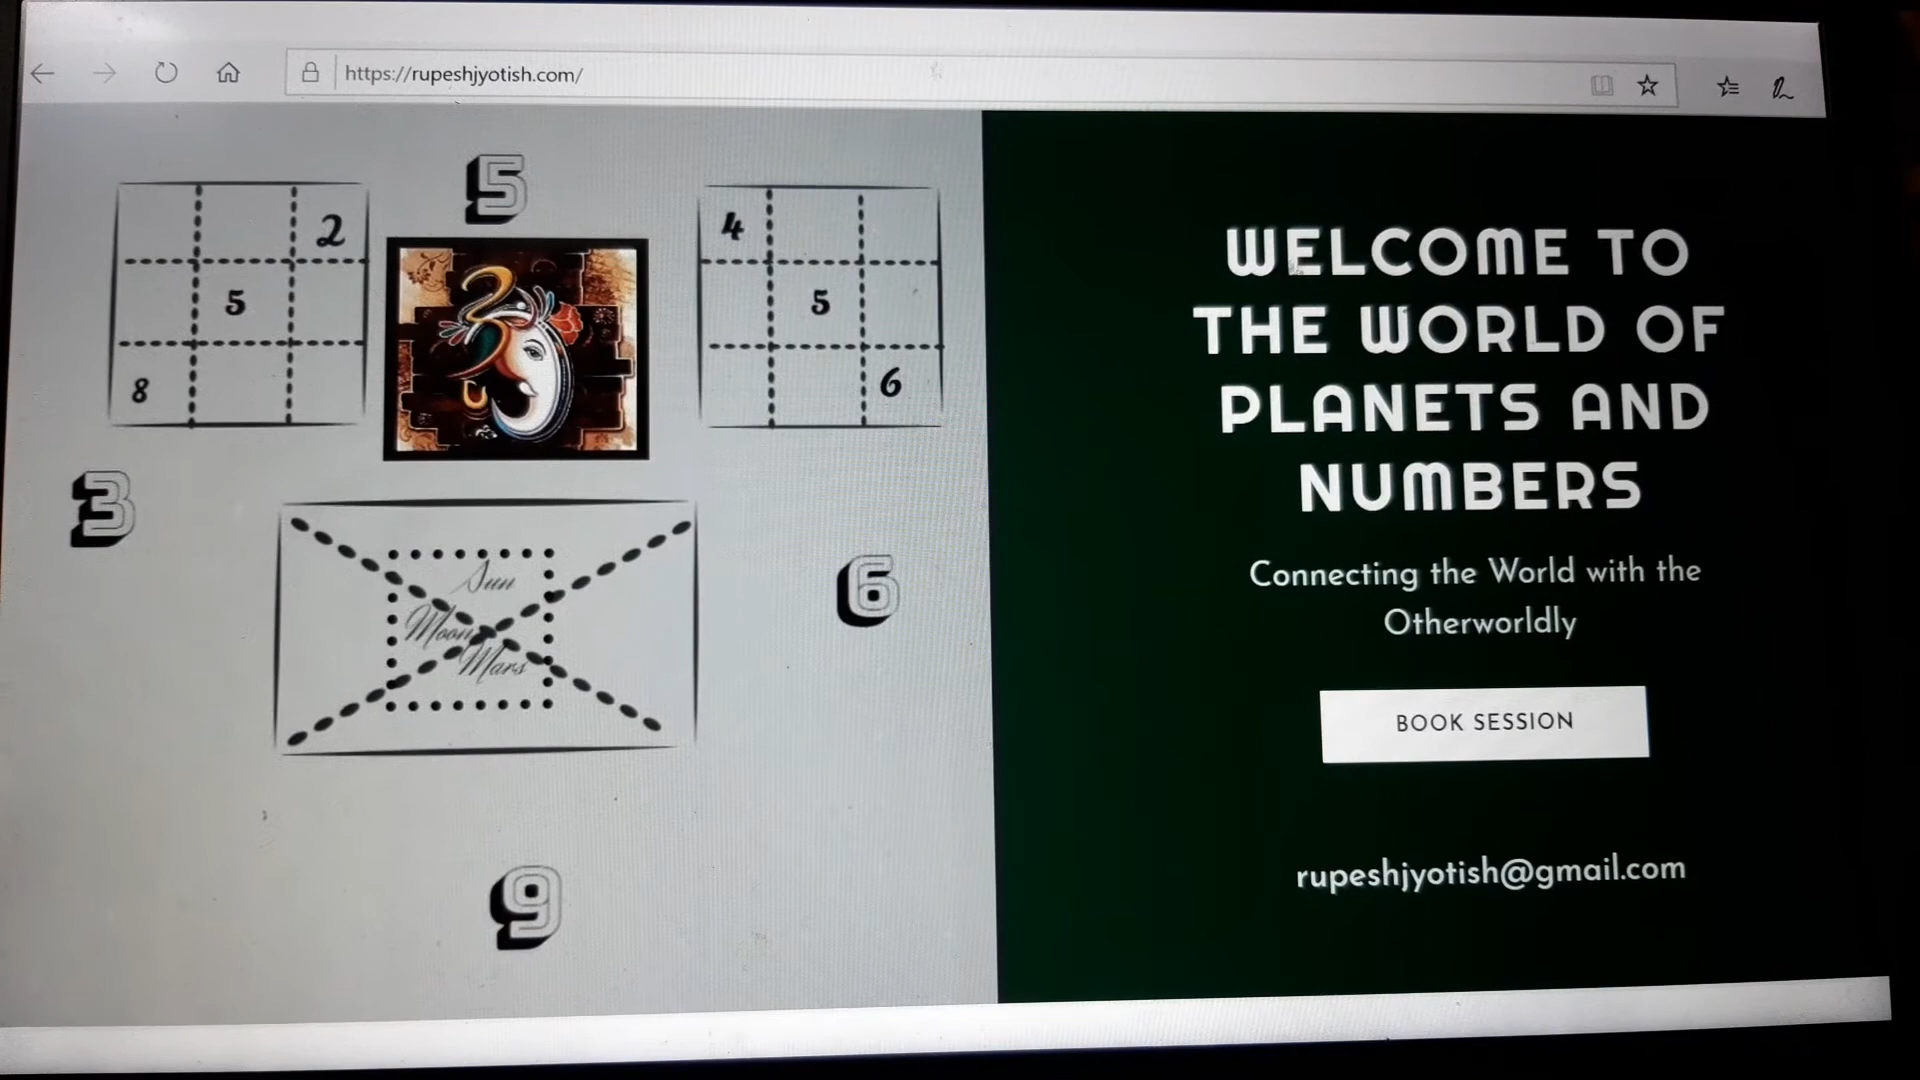 https://rupeshjyotish.com/
5
2
5
8
4
5
6
3
Sun
Moon
Mars
6
9
WELCOME TO
THE WORLD OF
PLANETS AND
NUMBERS
Connecting the World with the
Otherworldly
BOOK SESSION
rupeshjyotish@gmail.com